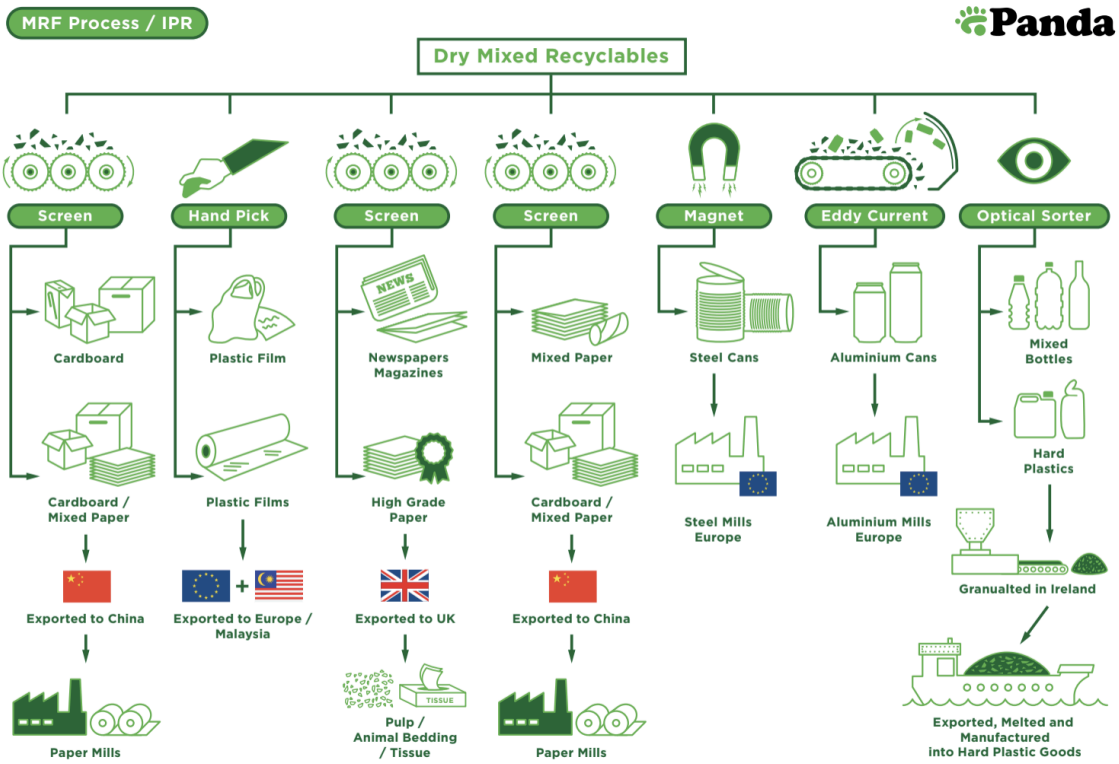 MRF Process / IPR
Panda
Dry Mixed Recyclables
Screen
Hand Pick
Screen
Screen
Magnet
Eddy Current
Optical Sorter
Cardboard
Cardboard /
Mixed Paper
Exported to China
Paper Mills
Plastic Film
Plastic Films
Exported to Europe /
Malaysia
NEWS
Newspapers
Magazines
High Grade
Paper
Exported to UK
TISSUE
Pulp /
Animal Bedding
/ Tissue
Mixed Paper
Cardboard /
Mixed Paper
Exported to China
Paper Mills
Steel Cans
Steel Mills
Europe
Aluminium Cans
Aluminium Mills
Europe
Mixed
Bottles
Hard
Plastics
Granualted in Ireland
Exported, Melted and
Manufactured
into Hard Plastic Goods